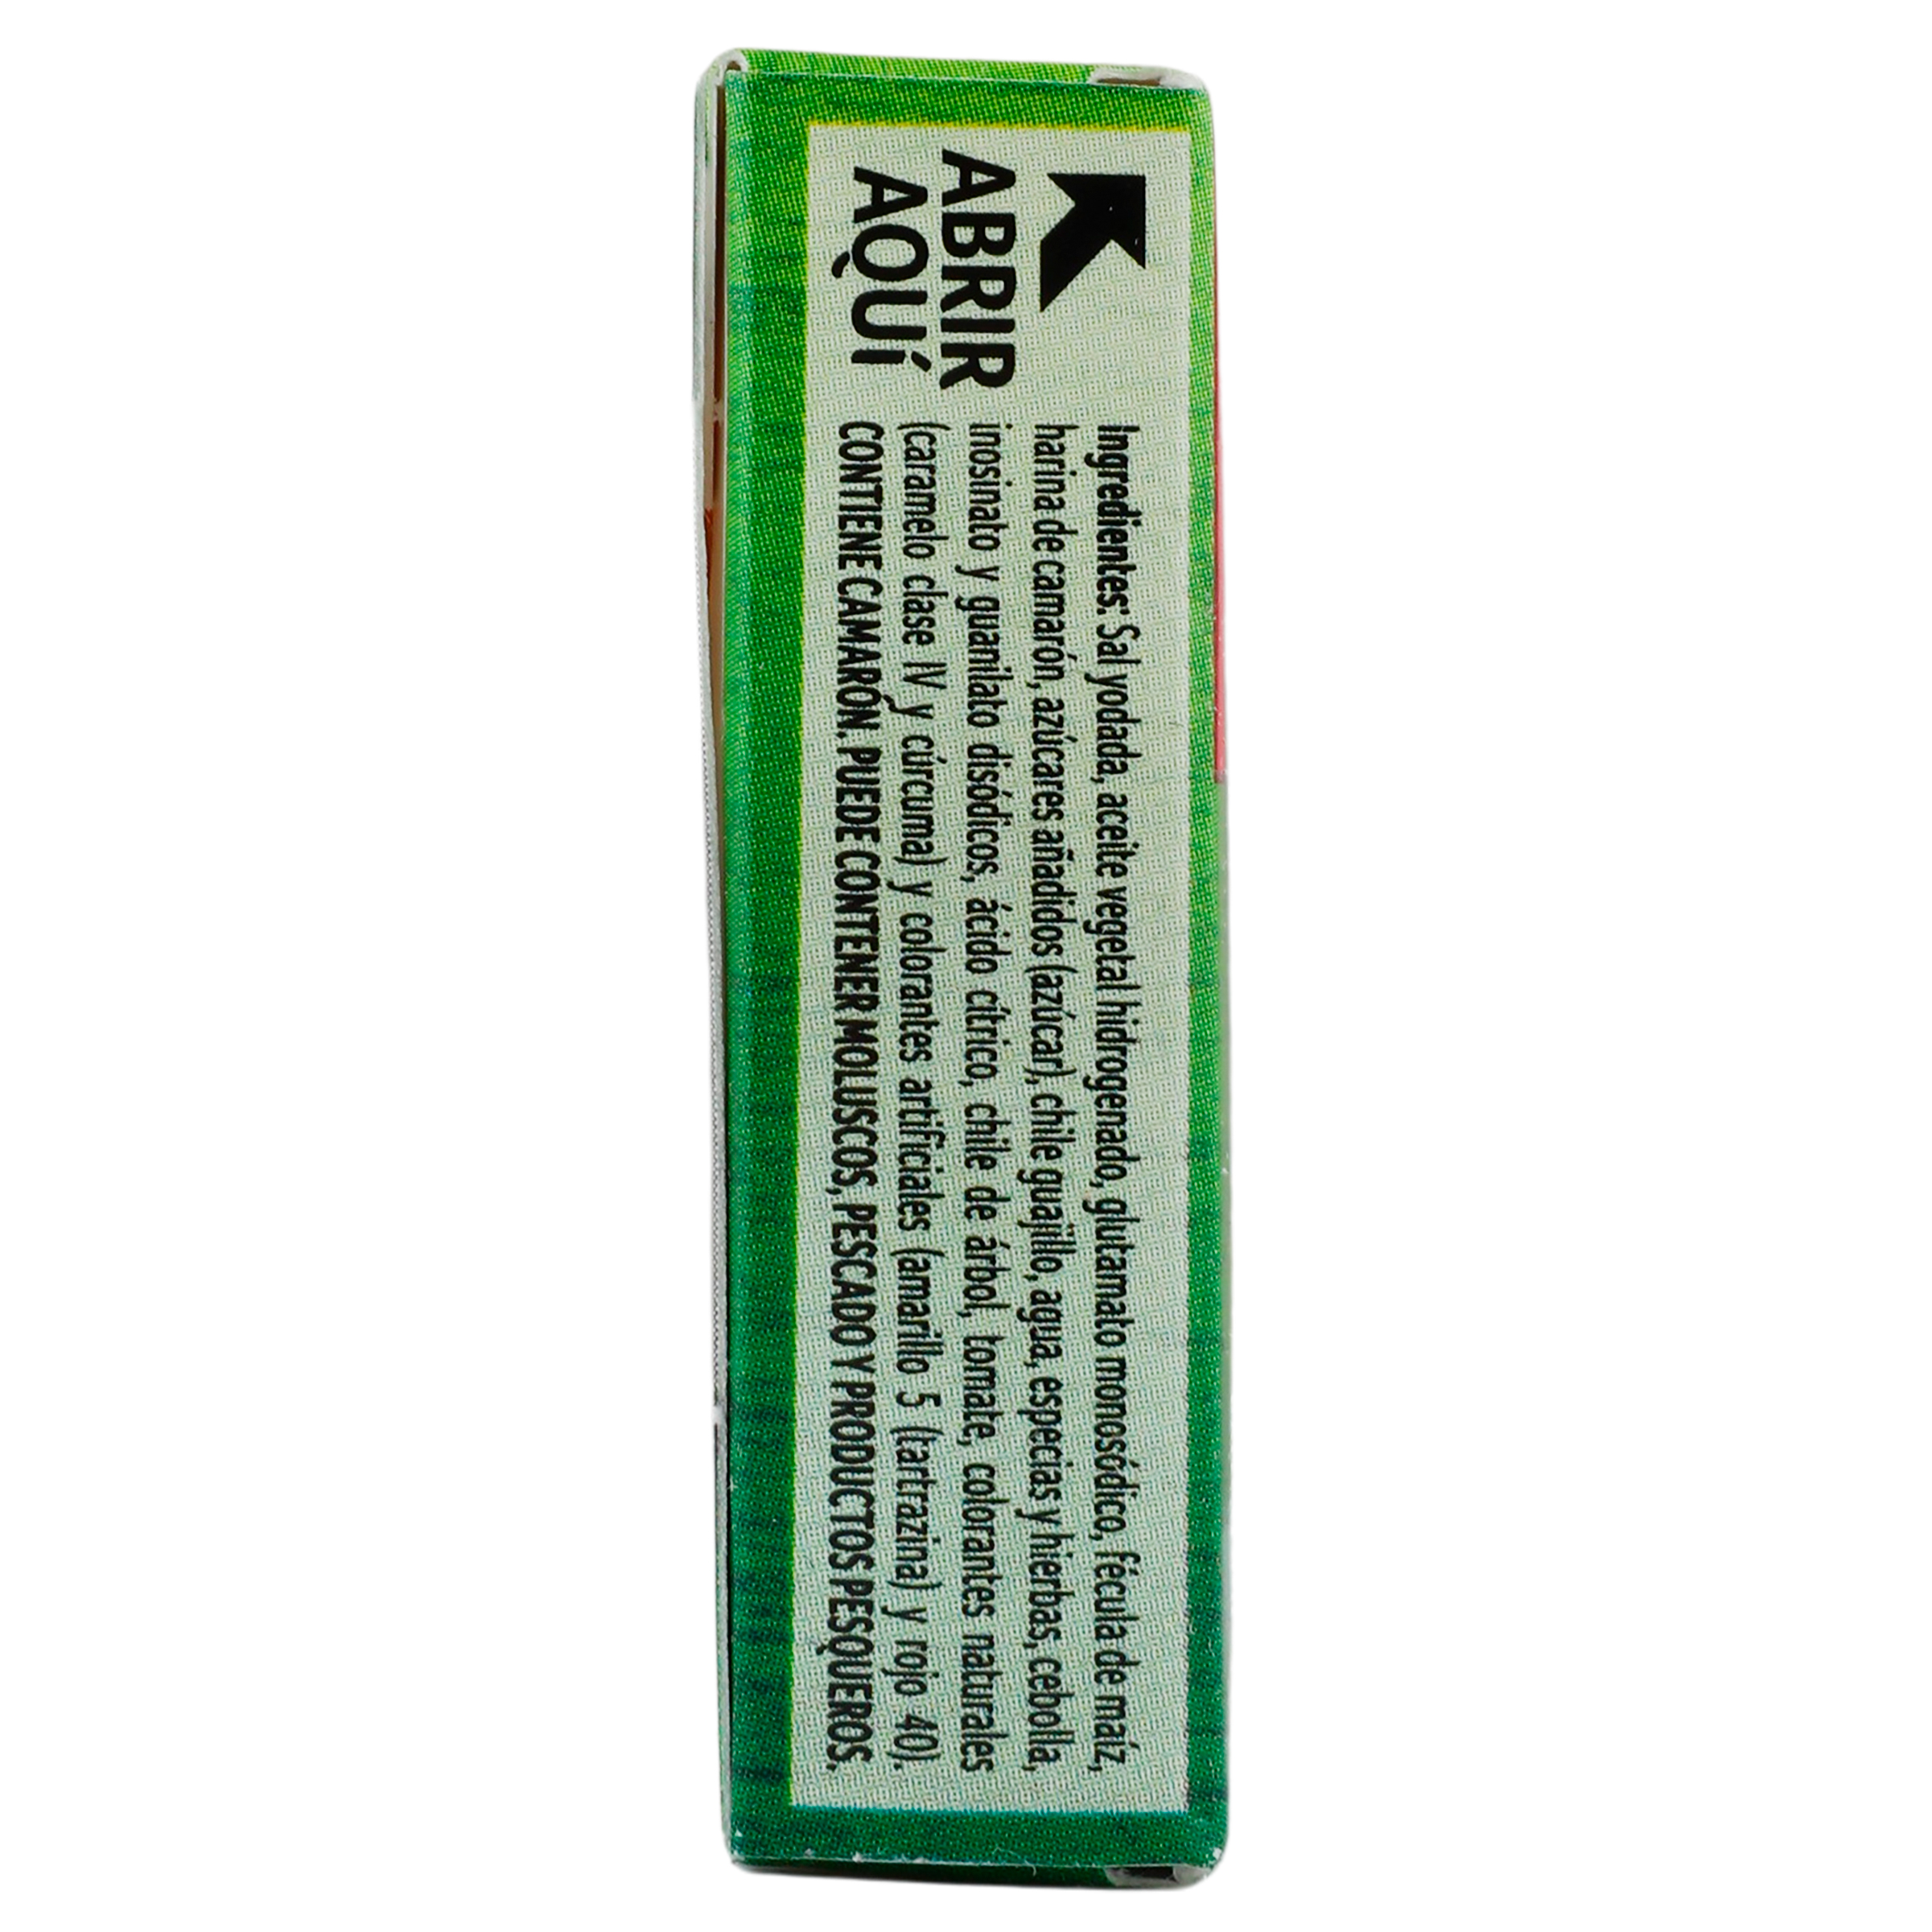 ABRIR
AQUÍ
Ingredientes: Sal yodada, aceite vegetal hidrogenado, glutamato monosódico, fécula de maíz,
harina de camarón, azúcares añadidos (azúcar), chile guajillo, agua, especias y hierbas, cebolla,
inosinato y guanilato disódicos, ácido cítrico, chile de árbol, tomate, colorantes naturales
(caramelo clase IV y cúrcuma) y colorantes artificiales (amarillo 5 (tartrazina) y rojo 40).
CONTIENE CAMARÓN. PUEDE CONTENER MOLUSCOS, PESCADO Y PRODUCTOS PESQUEROS.